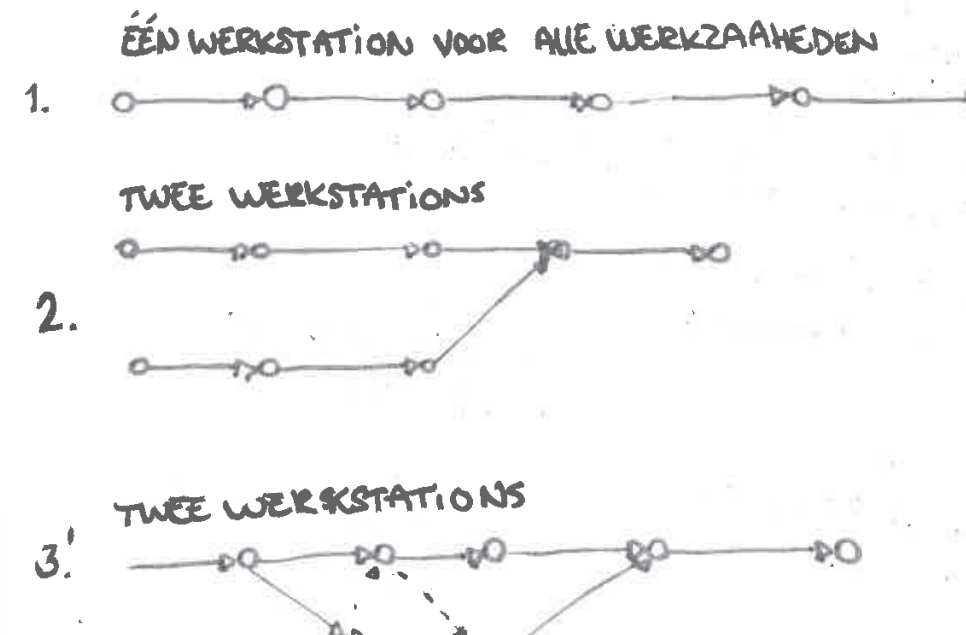 ÉÉN WERKSTATION VOOR ALLE WERKZAAHEDEN
1.
TWEE WERKSTATIONS
2.
TWEE WERKSTATIONS
3.